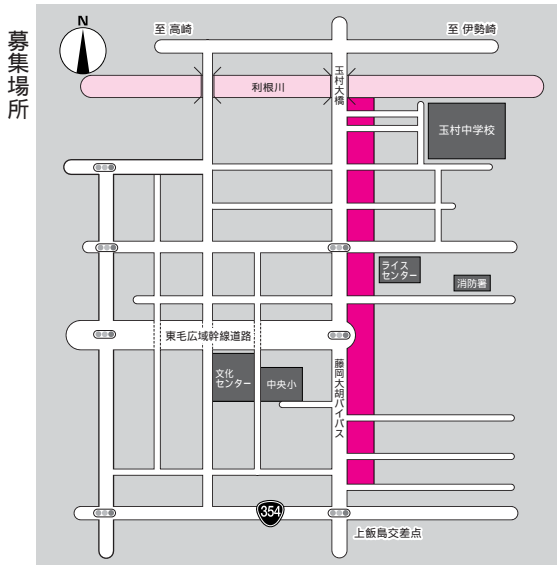 募集場所
N
至 高崎
至 伊勢崎
利根川
玉村大橋
玉村中学校
ライス
センター
消防署
東毛広域幹線道路
文化
センター
中央小
藤岡大胡バイパス
354
上飯島交差点